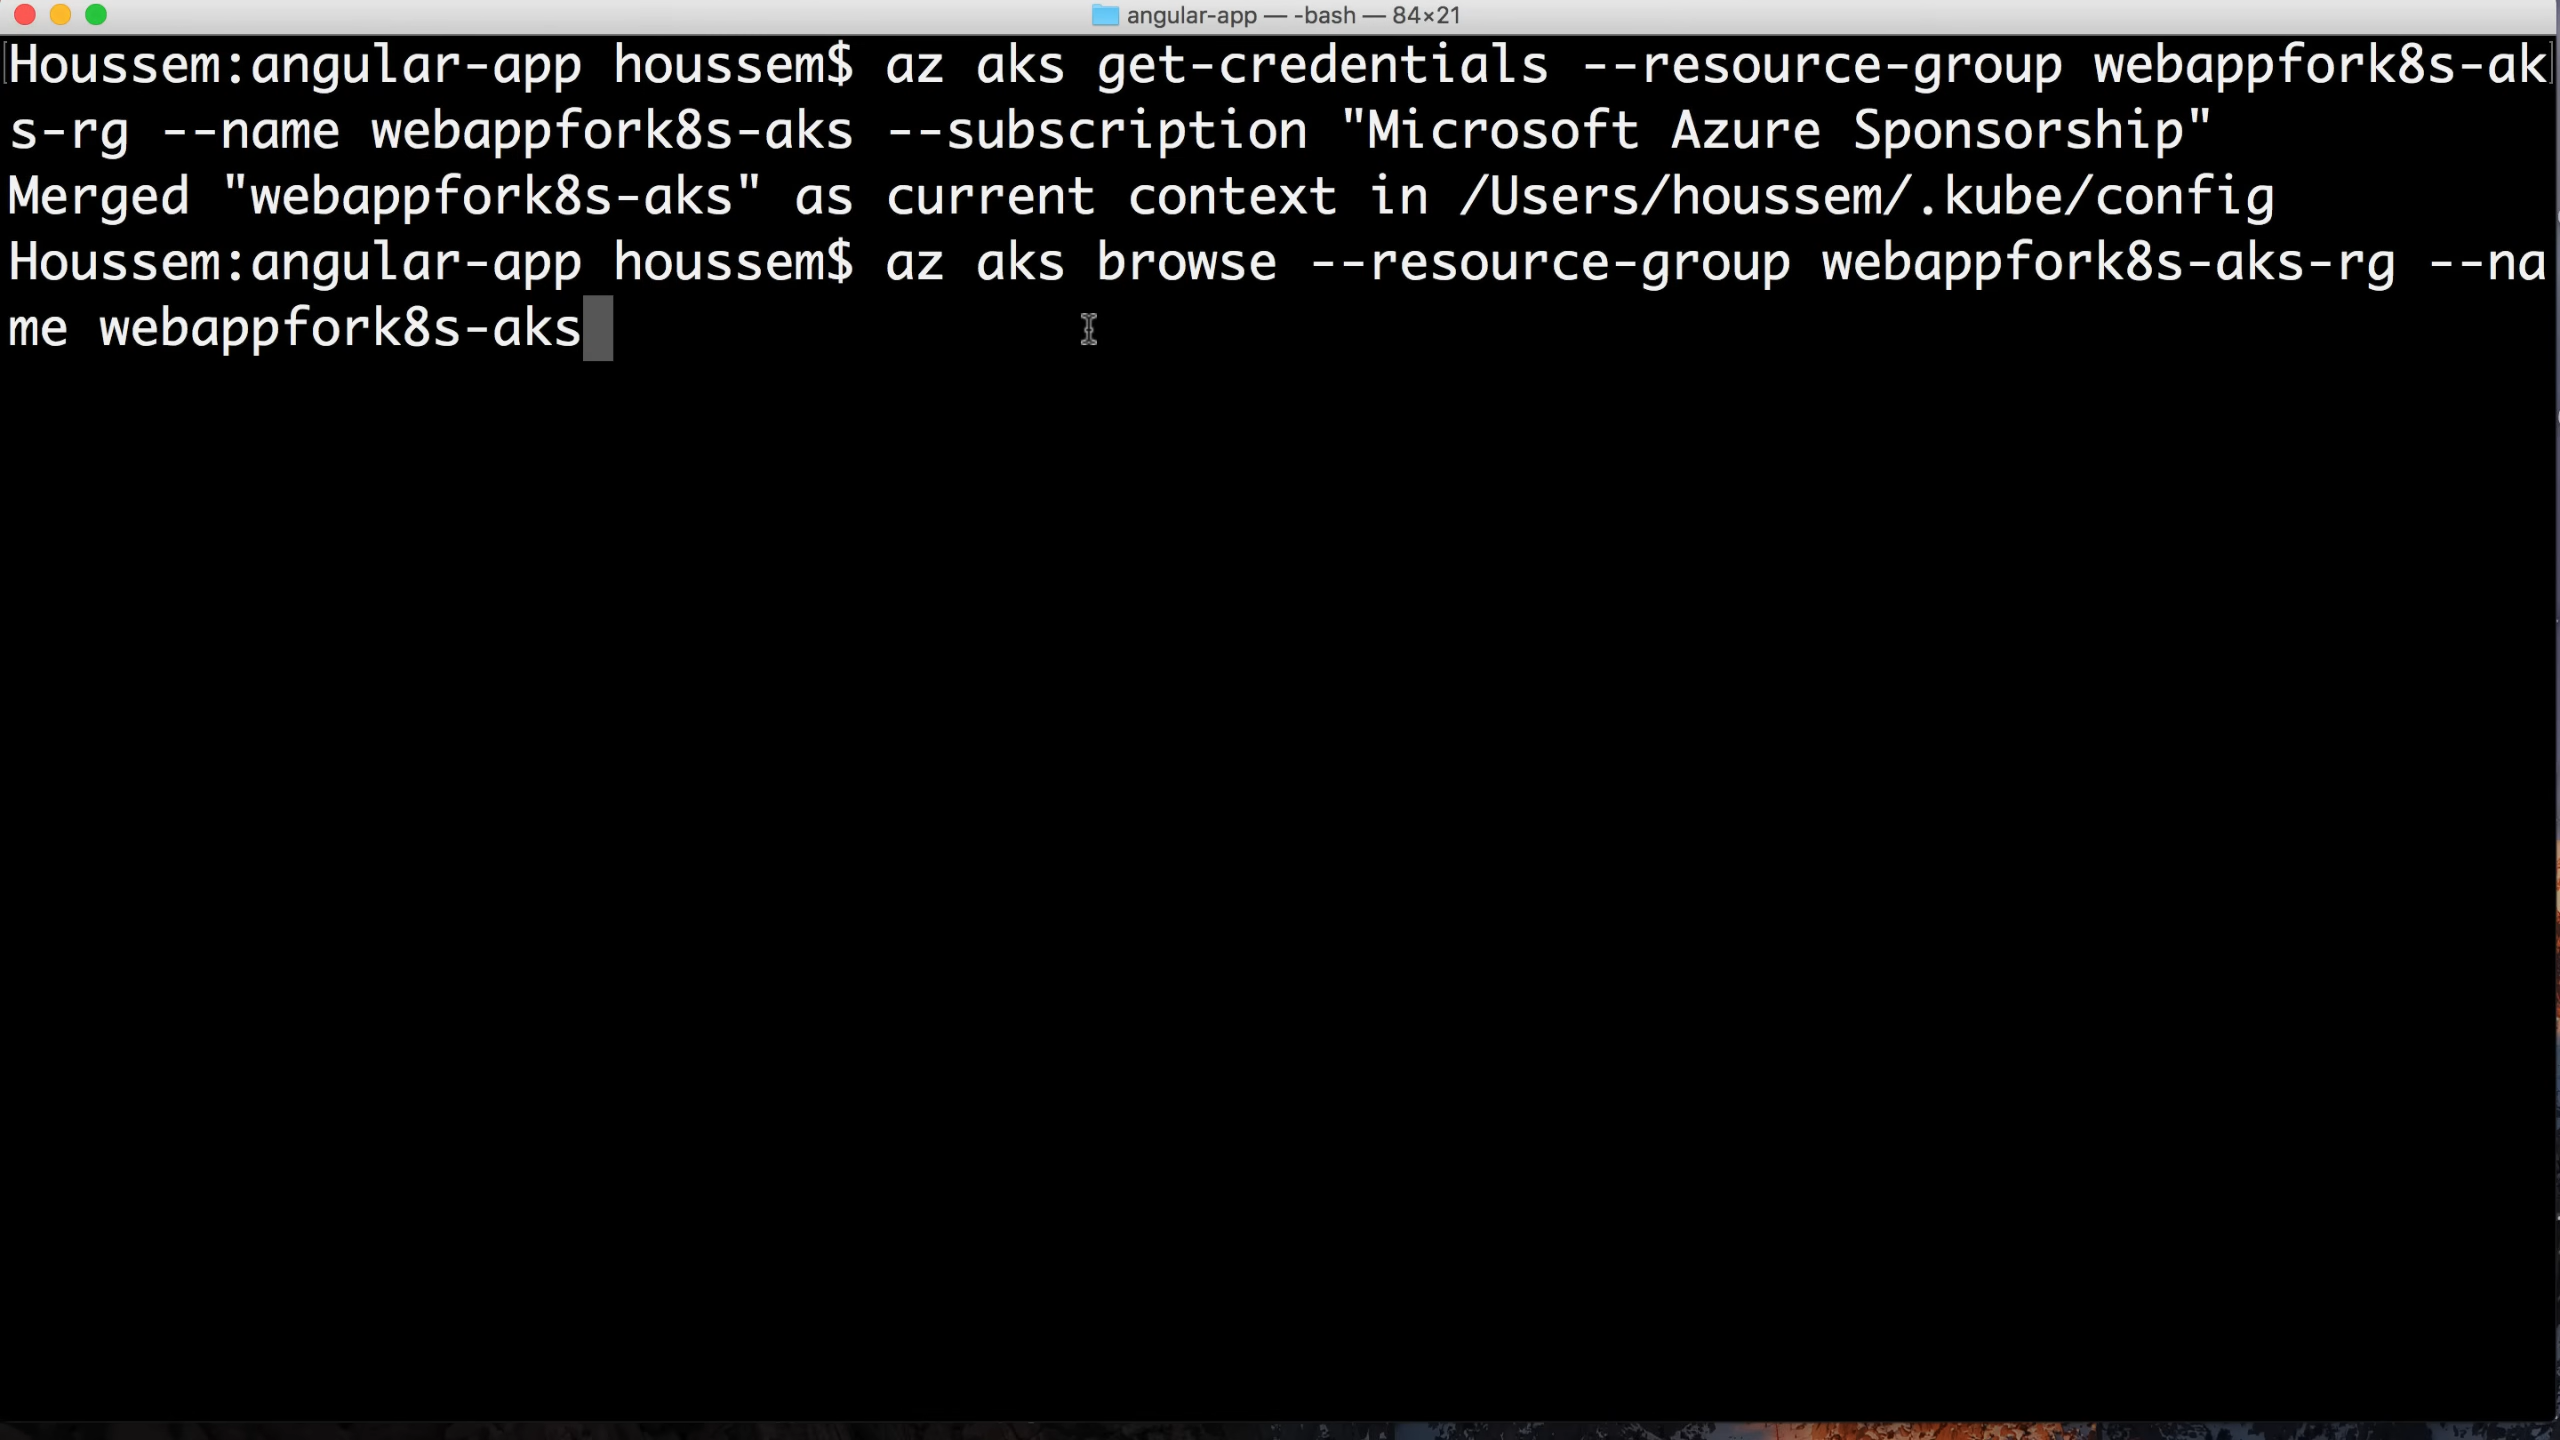 angular-app — -bash — 84×21
Houssem:angular-app houssem$ az aks get-credentials --resource-group webappfork8s-ak
s-rg --name webappfork8s-aks --subscription "Microsoft Azure Sponsorship"
Merged "webappfork8s-aks" as current context in /Users/houssem/.kube/config
Houssem:angular-app houssem$ az aks browse --resource-group webappfork8s-aks-rg --na
me webappfork8s-aks